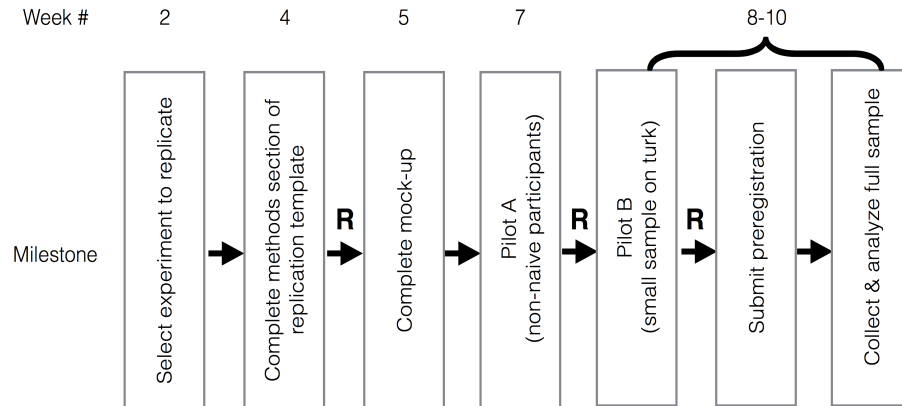 Week # 2 4 5 7 8-10
Milestone
Select experiment to replicate
Complete methods section of
replication template
R
Complete mock-up
Pilot A
(non-naive participants)
R
Pilot B
(small sample on turk)
R
Submit preregistration
Collect & analyze full sample